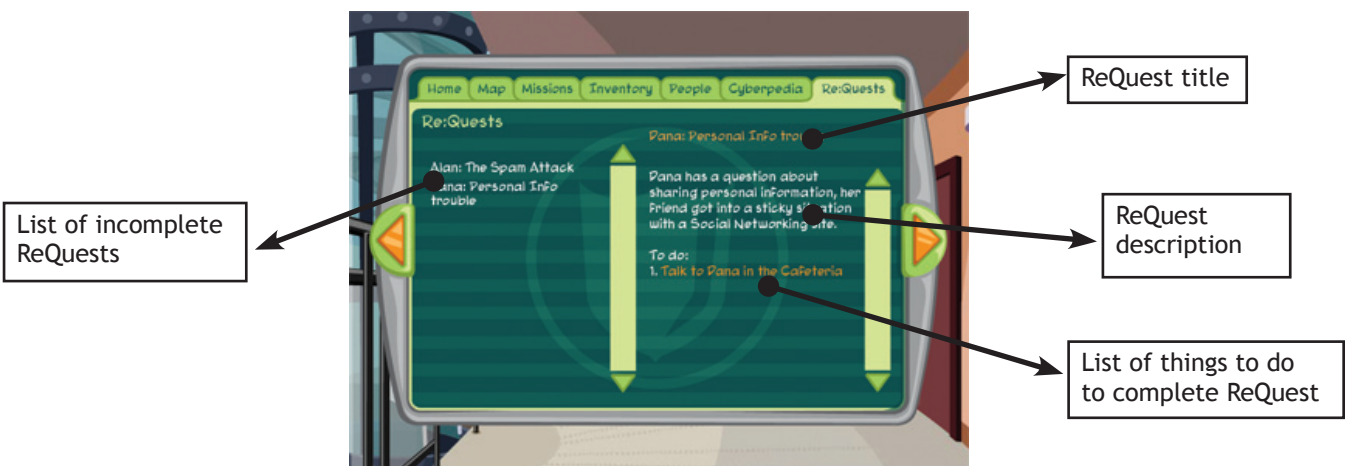 Home Map Missions Inventory People Cyberpedia Re:Quests
Re:Quests
Alan: The Spam Attack
Dana: Personal Info
trouble
Dana: Personal Info
Dana has a question about
sharing personal information, her
friend got into a sticky situation
with a Social Networking site.
To do:
1. Talk to Dana in the Cafeteria
List of incomplete
ReQuests
ReQuest title
ReQuest
description
List of things to do
to complete ReQuest